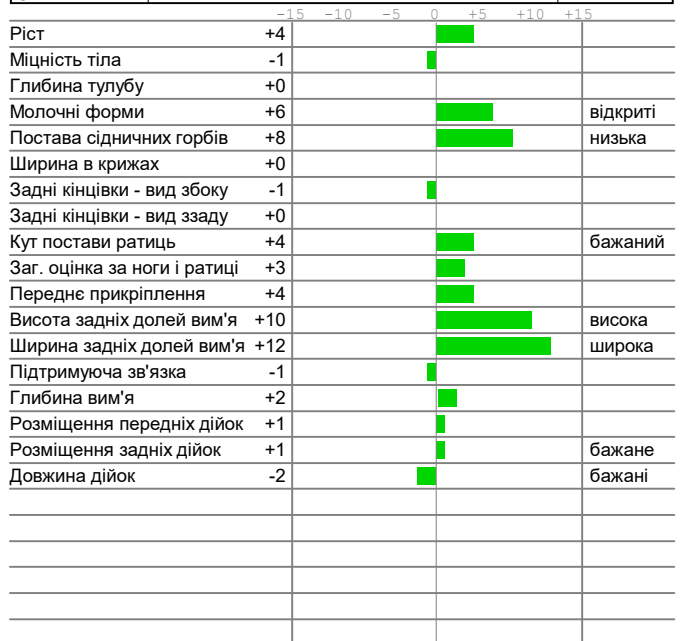 -15 -10 -5 0 +5 +10 +15
Ріст +4
Міцність тіла -1
Глибина тулубу +0
Молочні форми +6 відкриті
Постава сідничних горбів +8 низька
Ширина в крижах +0
Задні кінцівки - вид збоку -1
Задні кінцівки - вид ззаду +0
Кут постави ратиць +4 бажаний
Заг. оцінка за ноги і ратиці +3
Переднє прикріплення +4
Висота задніх долей вим'я +10 висока
Ширина задніх долей вим'я +12 широка
Підтримуюча зв'язка -1
Глибина вим'я +2
Розміщення передніх дійок +1
Розміщення задніх дійок +1 бажане
Довжина дійок -2 бажані